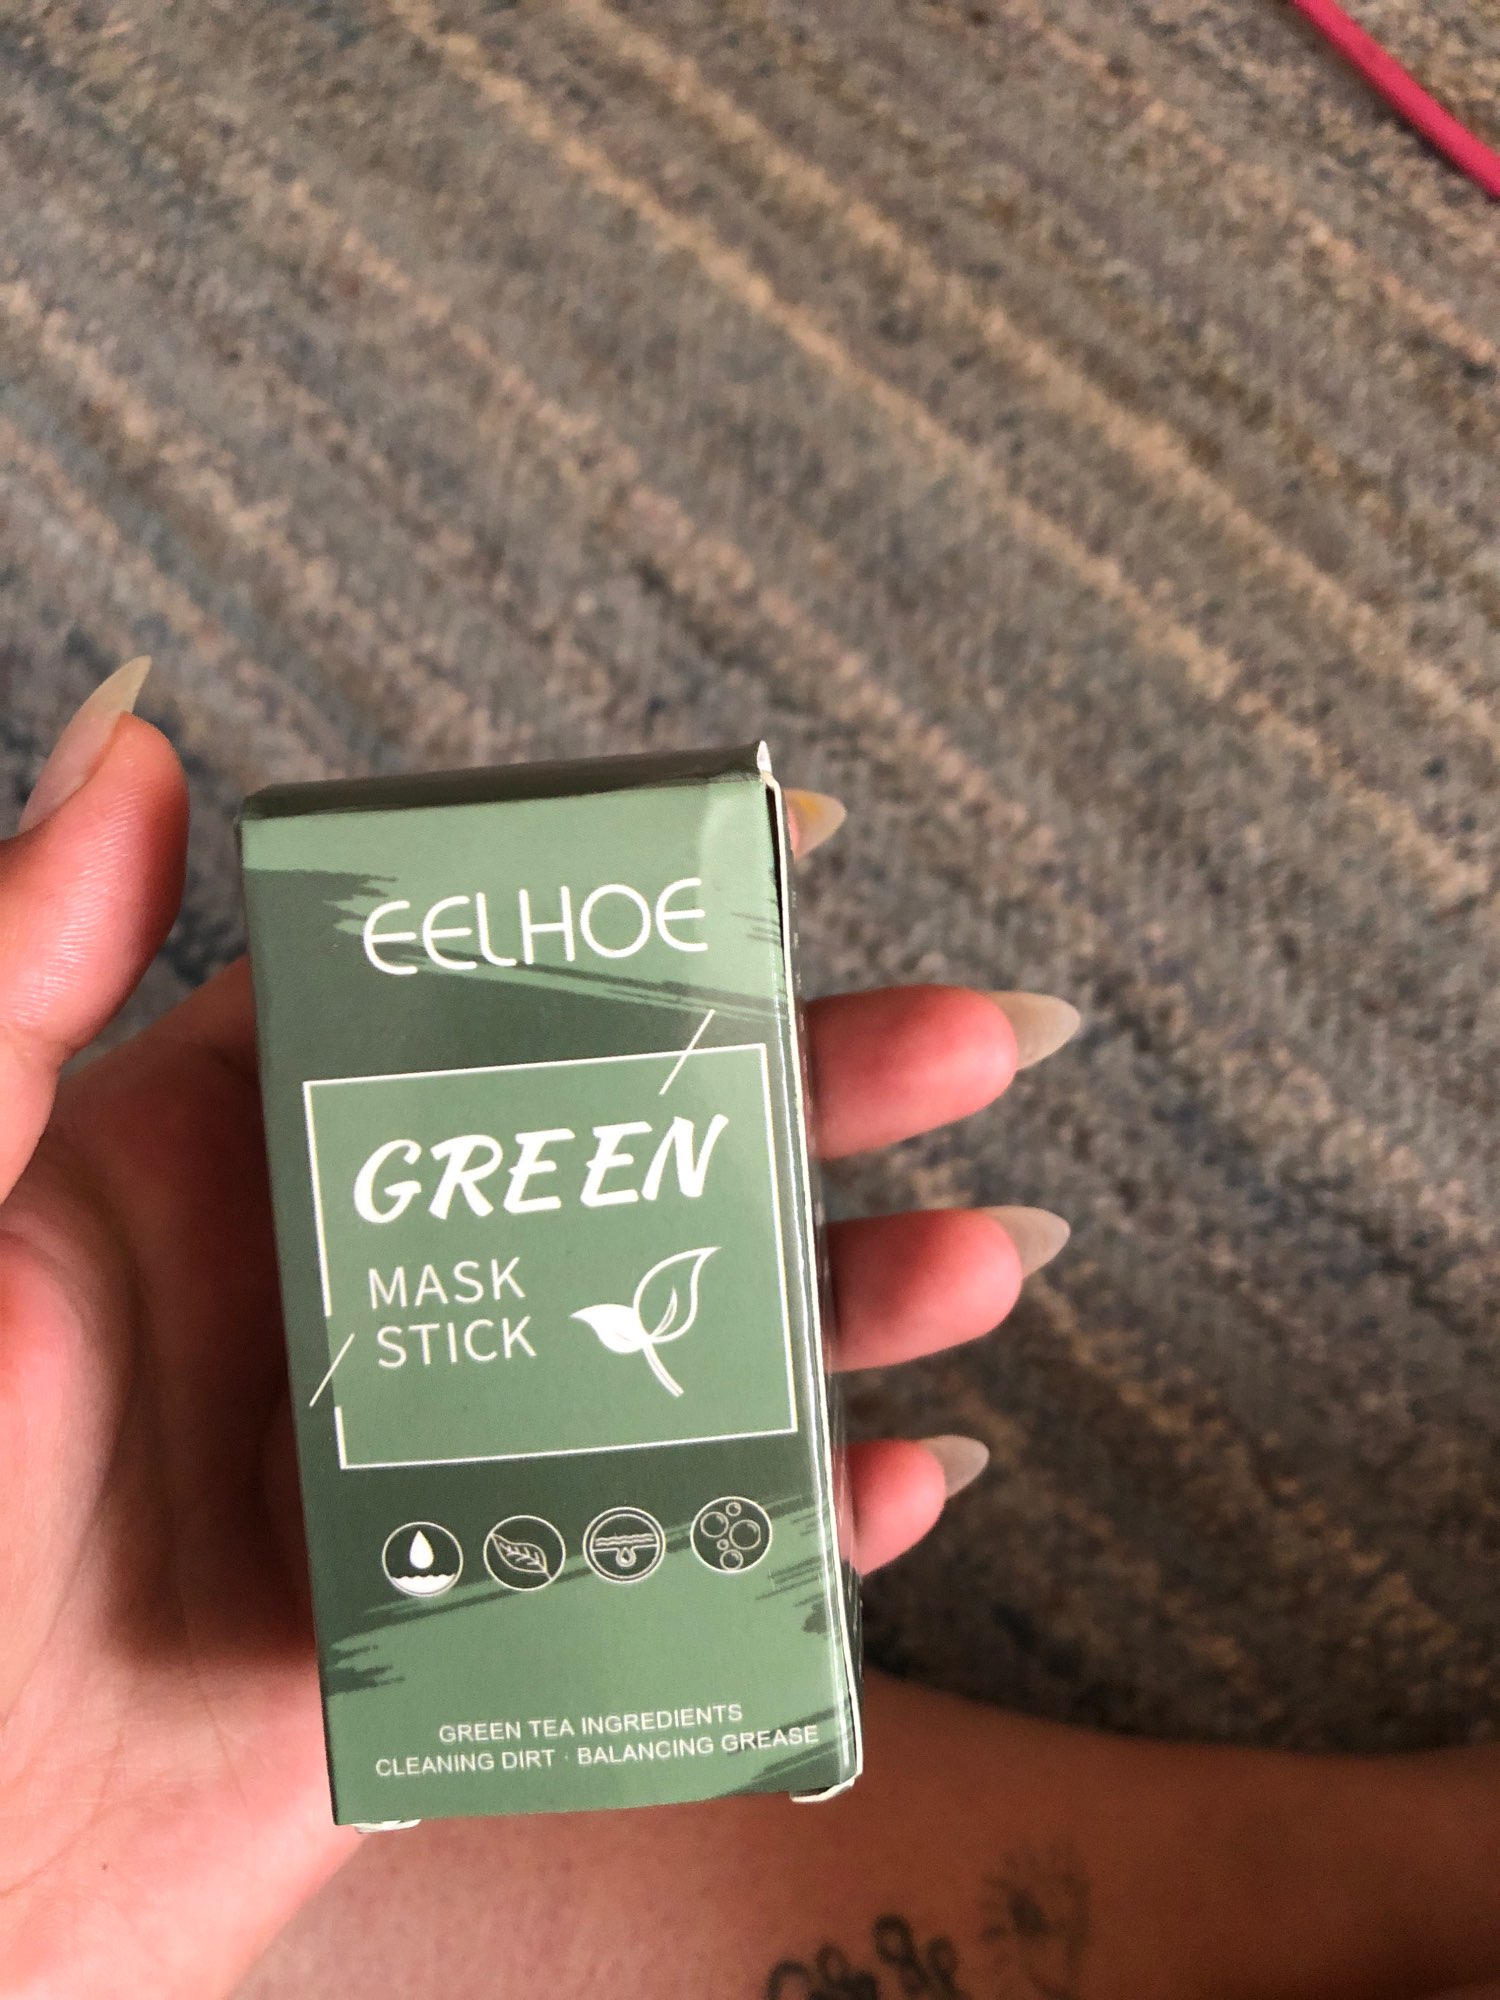 EELHOE
GREEN
MASK
STICK
GREEN TEA INGREDIENTS
CLEANING DIRT · BALANCING GREASE